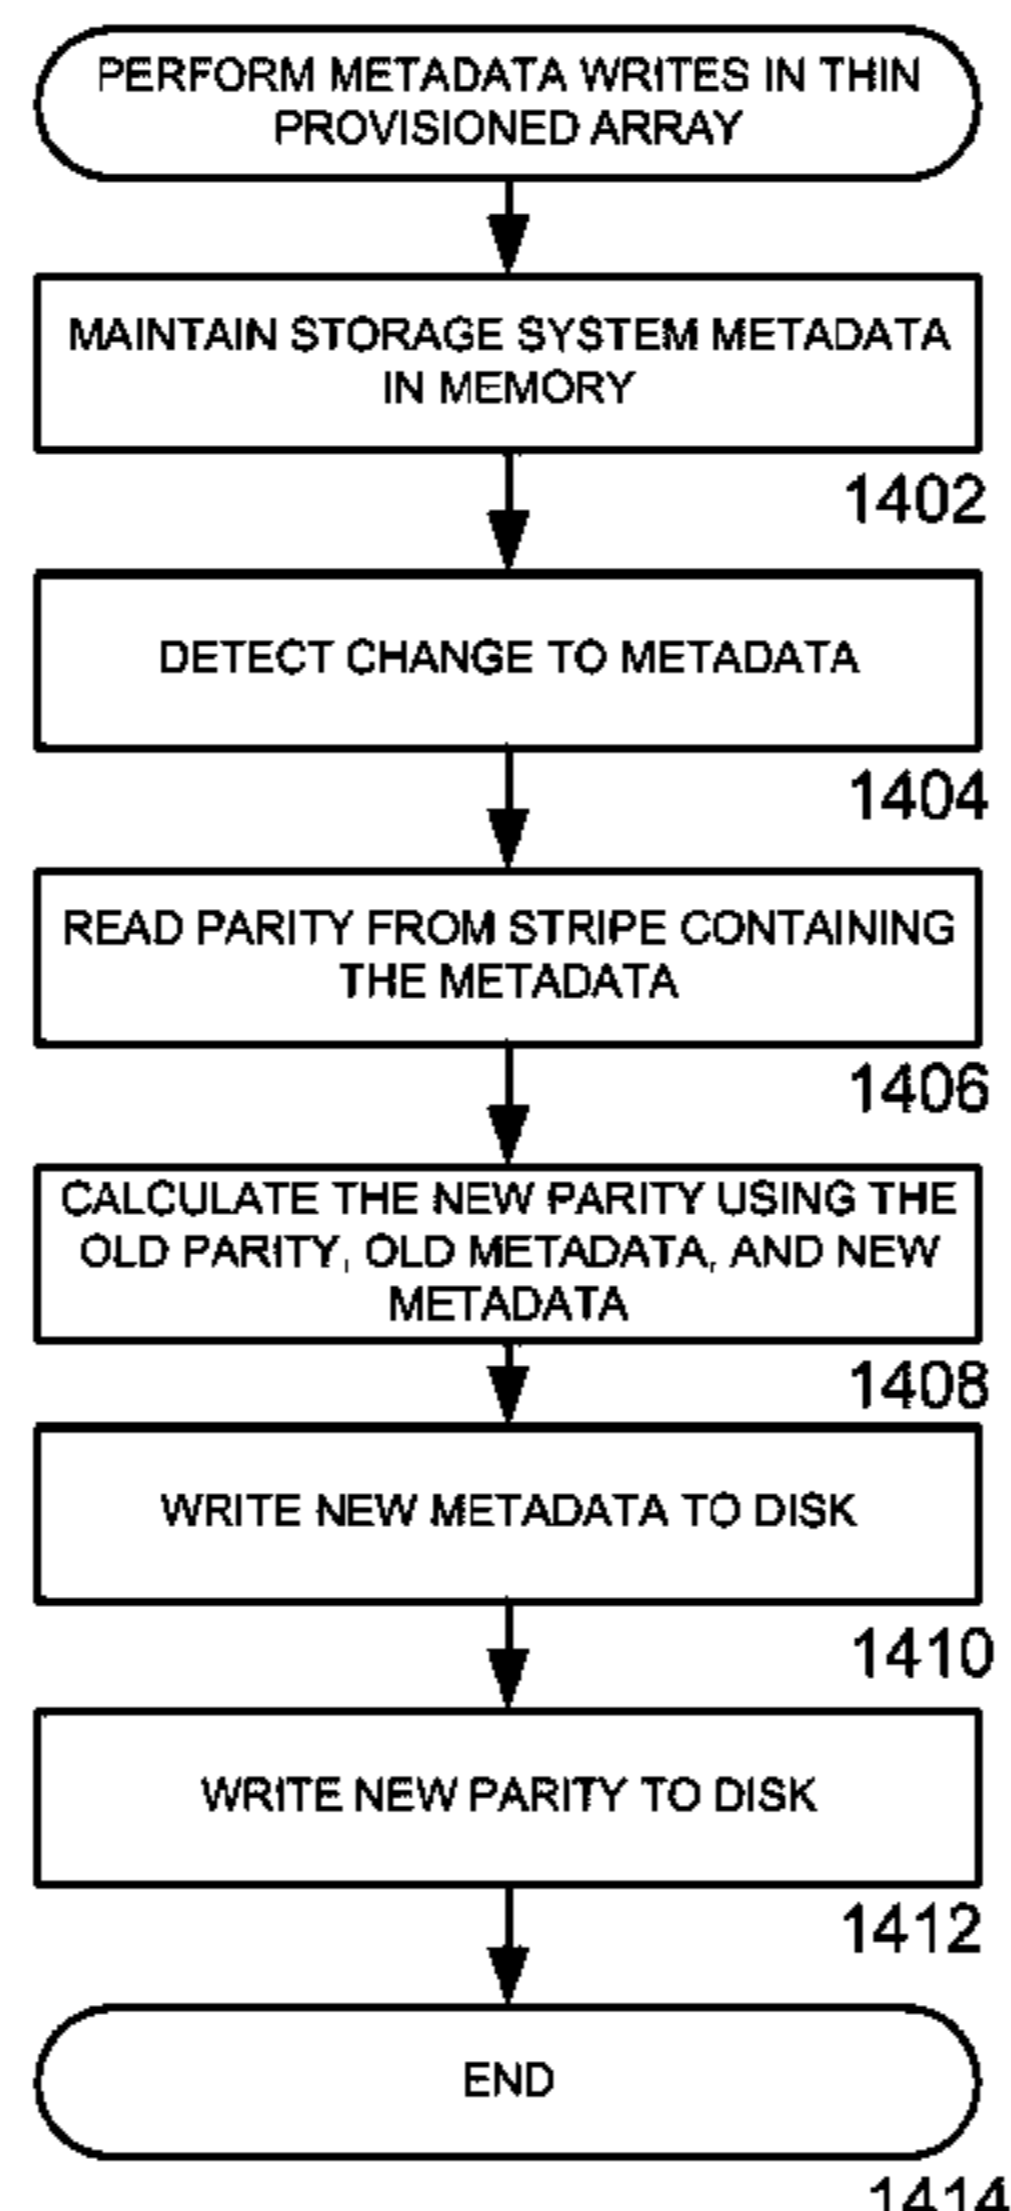 PERFORM METADATA WRITES IN THIN
PROVISIONED ARRAY
MAINTAIN STORAGE SYSTEM METADATA
IN MEMORY
1402
DETECT CHANGE TO METADATA
1404
READ PARITY FROM STRIPE CONTAINING
THE METADATA
1406
CALCULATE THE NEW PARITY USING THE
OLD PARITY, OLD METADATA, AND NEW
METADATA
1408
WRITE NEW METADATA TO DISK
1410
WRITE NEW PARITY TO DISK
1412
END
1414